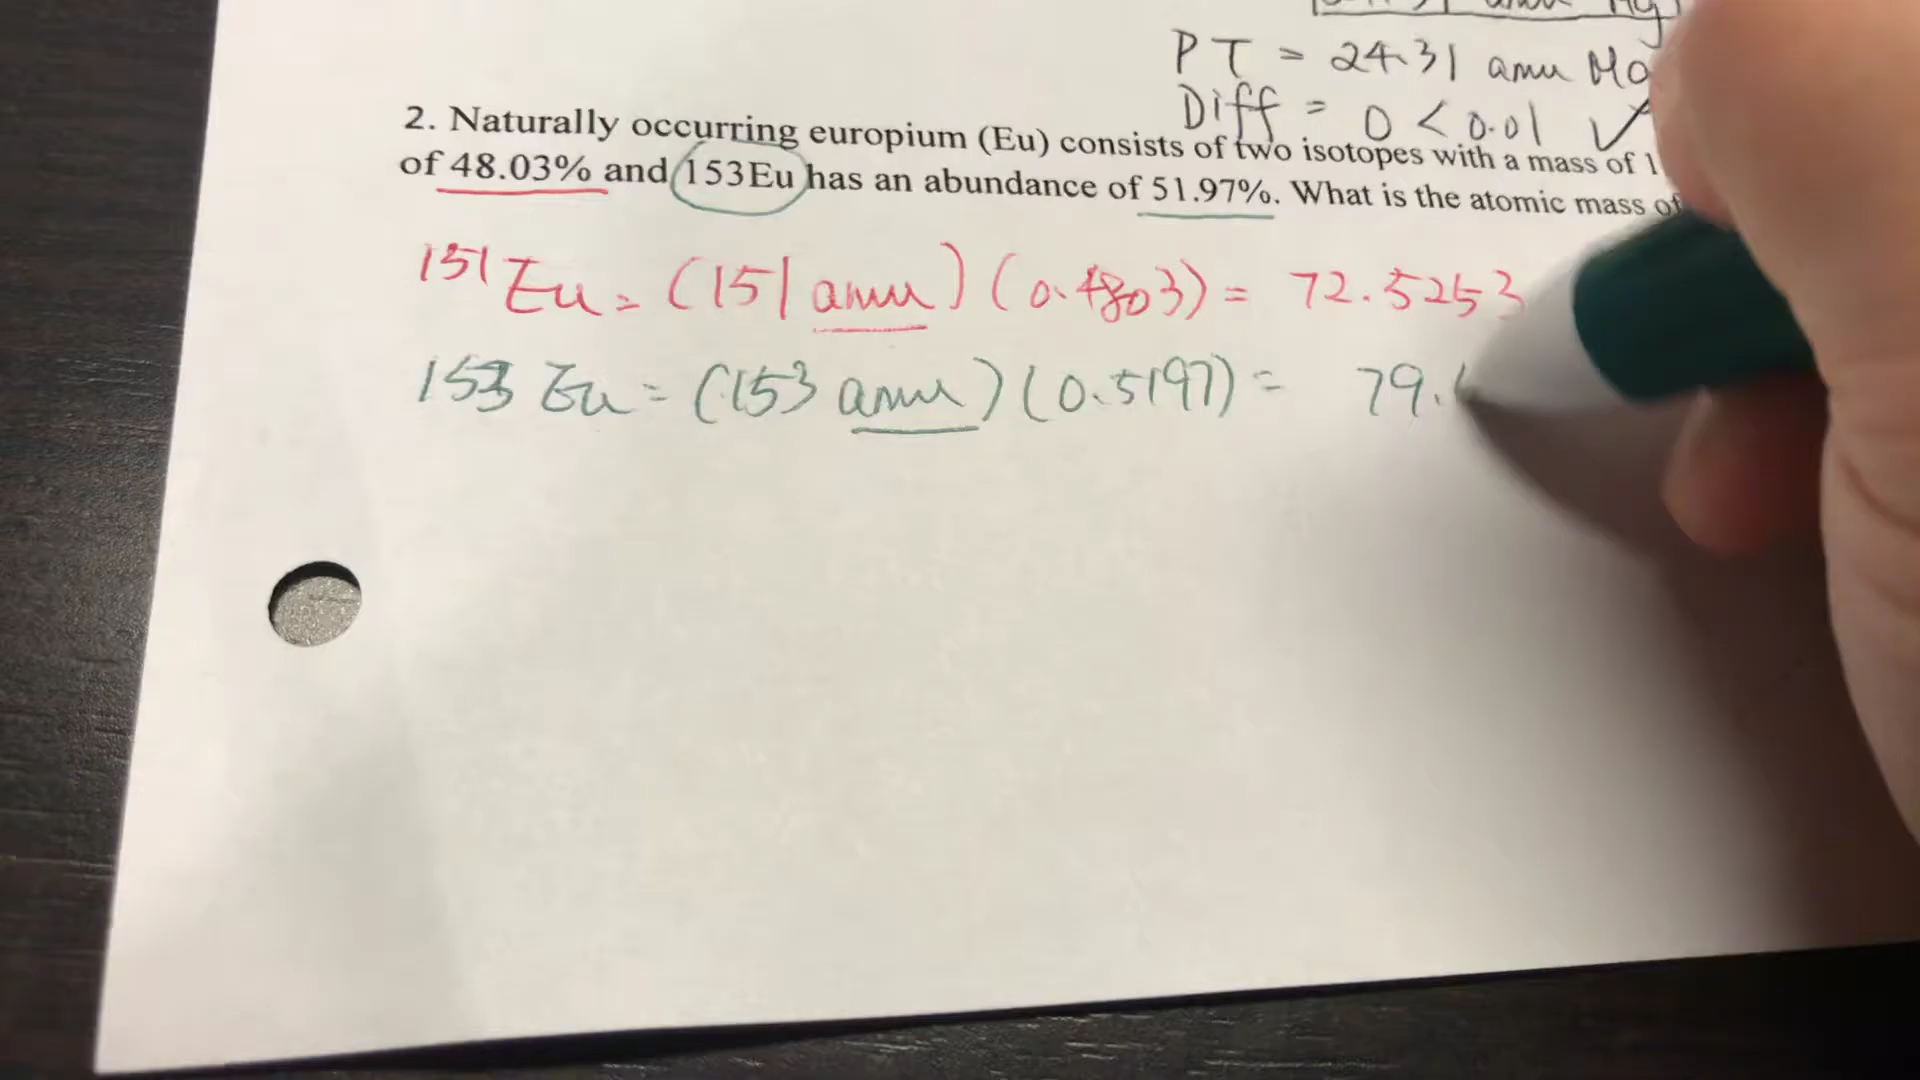 PT = 24.31 amu Mg
Diff = 0 < 0.01 ✓
2. Naturally occurring europium (Eu) consists of two isotopes with a mass of
of 48.03% and 153Eu has an abundance of 51.97%. What is the atomic mass of
151 Eu = (151 amu) (0.4803) = 72.5253
153 Eu = (153 amu) (0.5197) = 79.